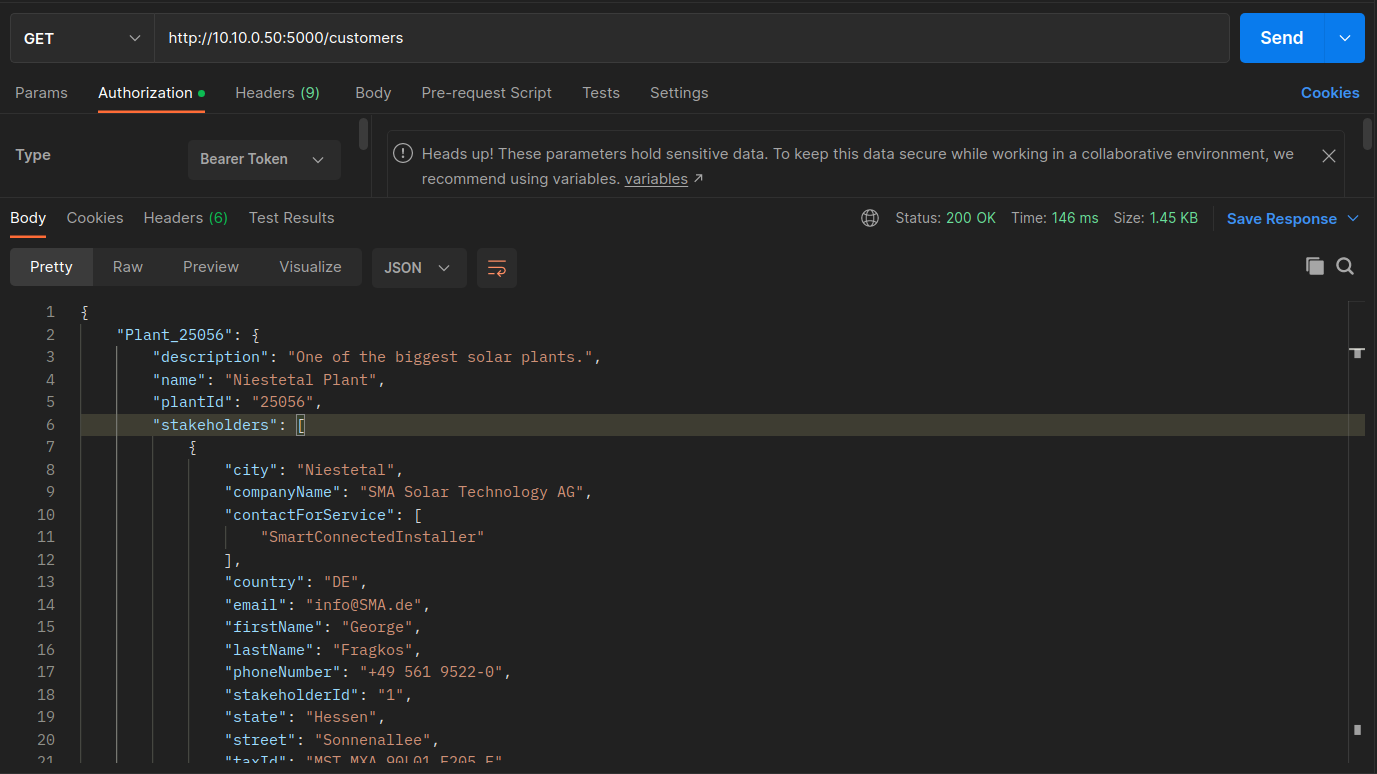 GET http://10.10.0.50:5000/customers Send
Params Authorization Headers (9) Body Pre-request Script Tests Settings Cookies
Type Bearer Token
Heads up! These parameters hold sensitive data. To keep this data secure while working in a collaborative environment, we
recommend using variables. variables ↗
Body Cookies Headers (6) Test Results Status: 200 OK Time: 146 ms Size: 1.45 KB Save Response
Pretty Raw Preview Visualize JSON
1 {
2 "Plant_25056": {
3 "description": "One of the biggest solar plants.",
4 "name": "Niestetal Plant",
5 "plantId": "25056",
6 "stakeholders": [
7 {
8 "city": "Niestetal",
9 "companyName": "SMA Solar Technology AG",
10 "contactForService": [
11 "SmartConnectedInstaller"
12 ],
13 "country": "DE",
14 "email": "info@SMA.de",
15 "firstName": "George",
16 "lastName": "Fragkos",
17 "phoneNumber": "+49 561 9522-0",
18 "stakeholderId": "1",
19 "state": "Hessen",
20 "street": "Sonnenallee",
21 "taxId":